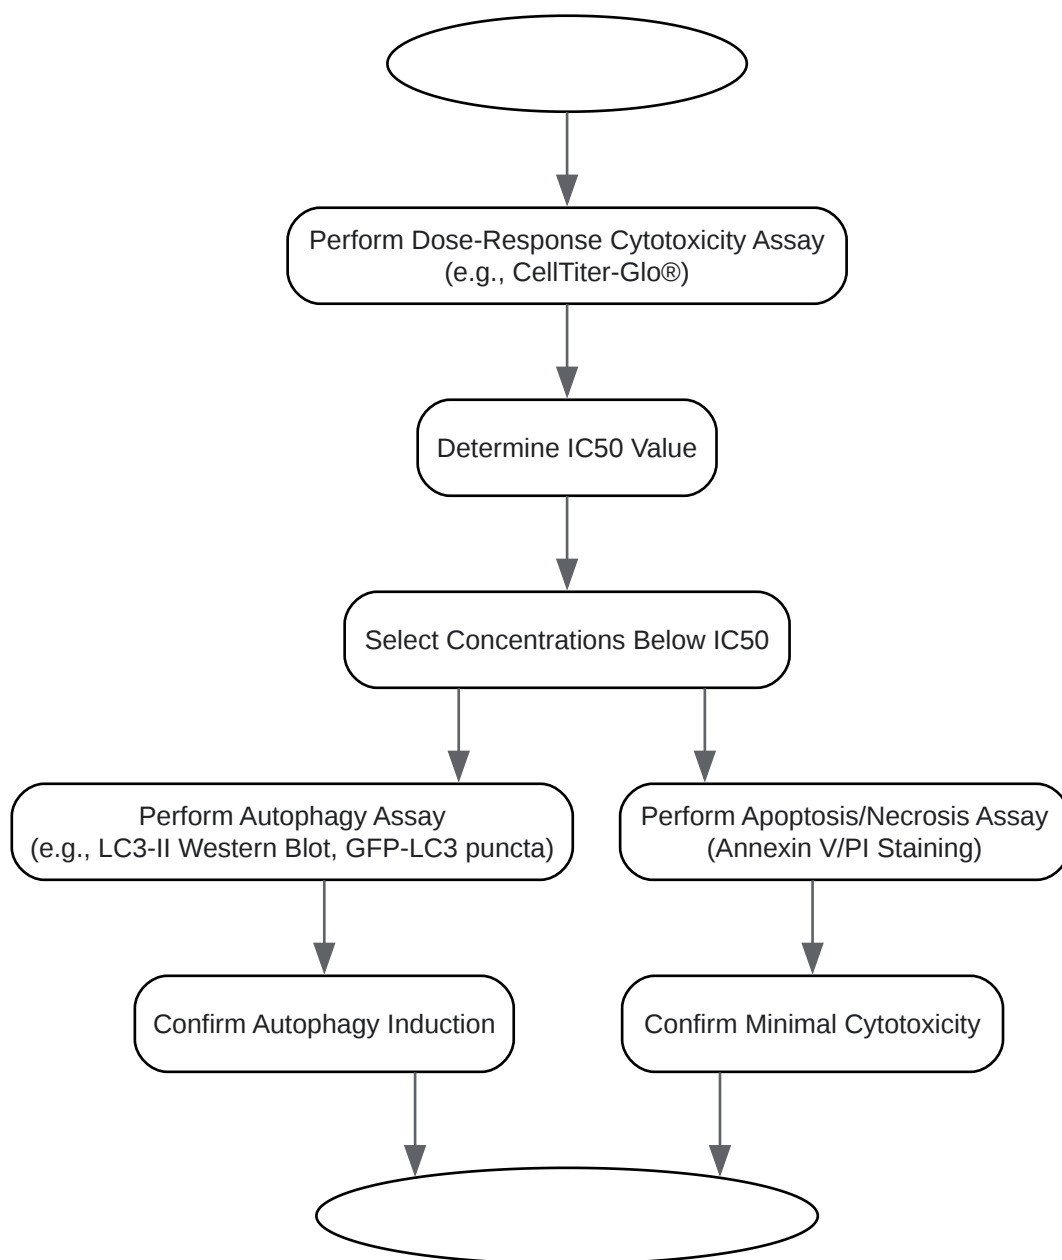 Perform Dose-Response Cytotoxicity Assay
(e.g., CellTiter-Glo®)
Determine IC50 Value
Select Concentrations Below IC50
Perform Autophagy Assay
(e.g., LC3-II Western Blot, GFP-LC3 puncta)
Perform Apoptosis/Necrosis Assay
(Annexin V/PI Staining)
Confirm Autophagy Induction
Confirm Minimal Cytotoxicity